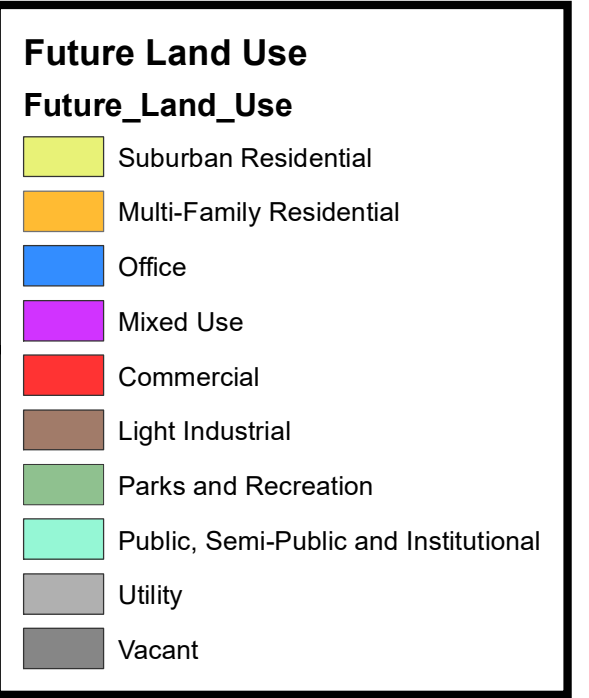 Future Land Use
Future_Land_Use
Suburban Residential
Multi-Family Residential
Office
Mixed Use
Commercial
Light Industrial
Parks and Recreation
Public, Semi-Public and Institutional
Utility
Vacant